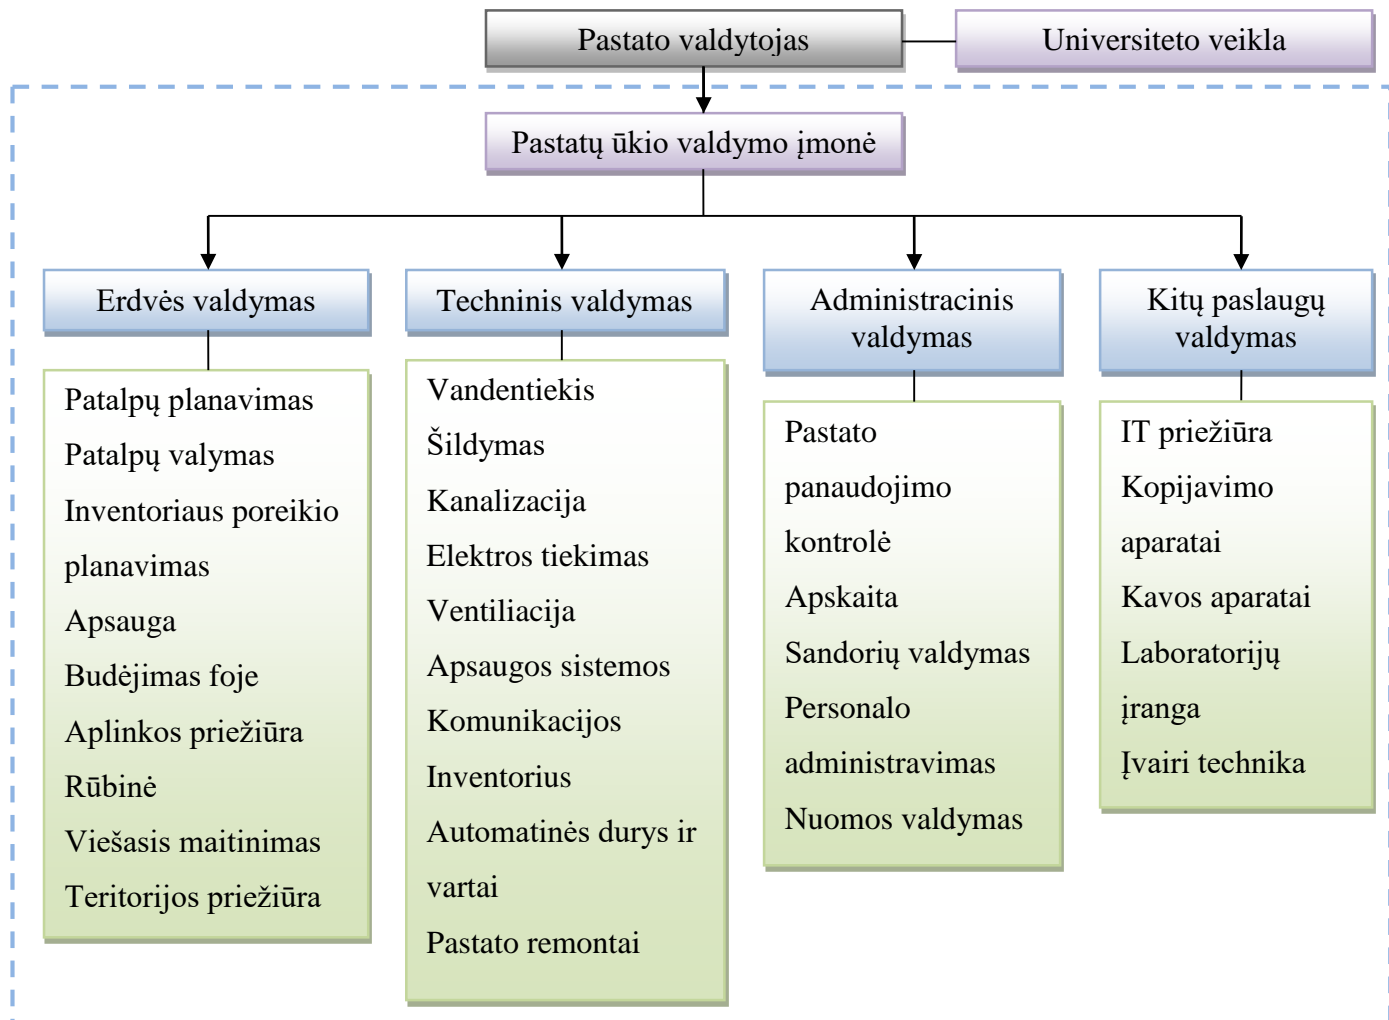 Pastato valdytojas
Universiteto veikla
Pastatų ūkio valdymo įmonė
Erdvės valdymas
Patalpų planavimas
Patalpų valymas
Inventoriaus poreikio
planavimas
Apsauga
Budėjimas foje
Aplinkos priežiūra
Rūbinė
Viešasis maitinimas
Teritorijos priežiūra
Techninis valdymas
Vandentiekis
Šildymas
Kanalizacija
Elektros tiekimas
Ventiliacija
Apsaugos sistemos
Komunikacijos
Inventorius
Automatinės durys ir
vartai
Pastato remontai
Administracinis
valdymas
Pastato
panaudojimo
kontrolė
Apskaita
Sandorių valdymas
Personalo
administravimas
Nuomos valdymas
Kitų paslaugų
valdymas
IT priežiūra
Kopijavimo
aparatai
Kavos aparatai
Laboratorijų
įranga
Įvairi technika